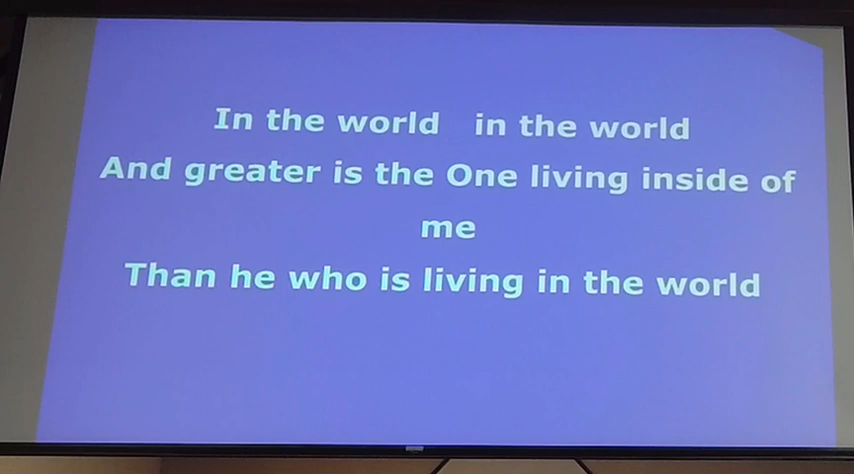 In the world in the world
And greater is the One living inside of
me
Than he who is living in the world